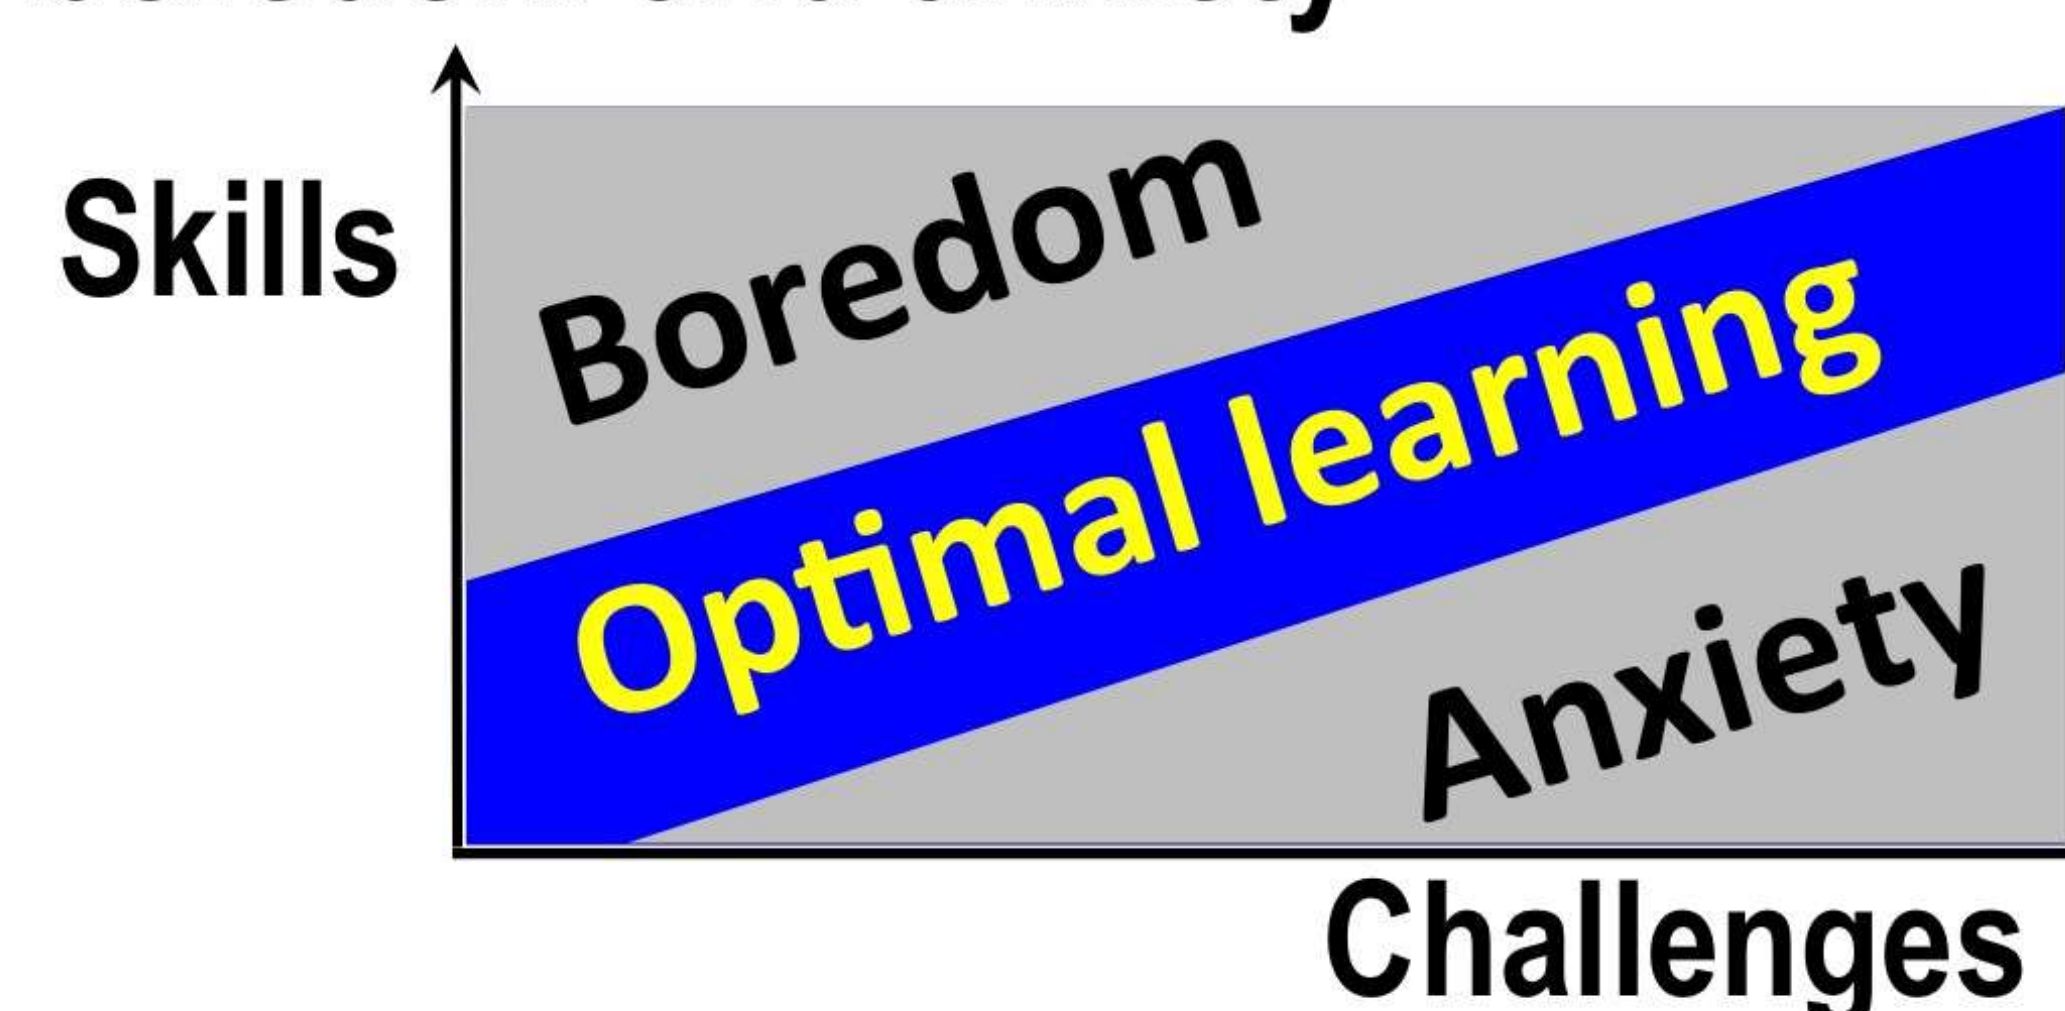 Skills
Boredom
Optimal learning
Anxiety
Challenges